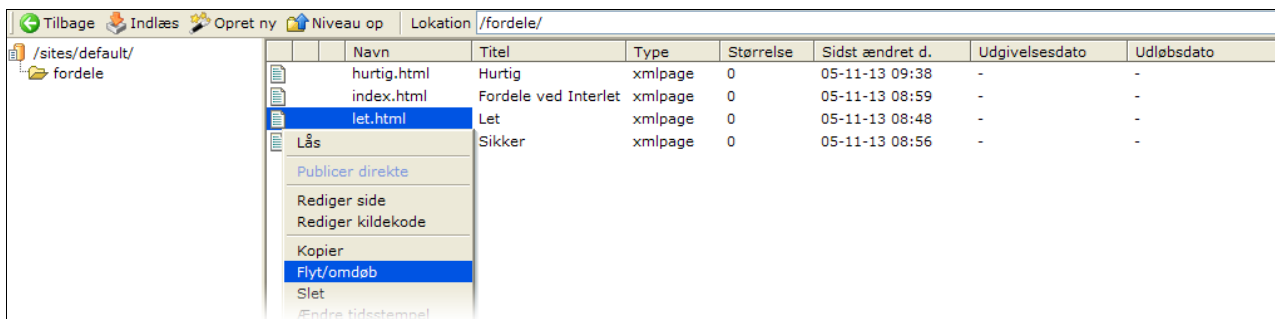 Tilbage Indlæs Opret ny Niveau op Lokation /fordele/
/sites/default/
fordele
Navn Titel Type Størrelse Sidst ændret d. Udgivelsesdato Udløbsdato
hurtig.html Hurtig xmlpage 0 05-11-13 09:38 - -
index.html Fordele ved Interlet xmlpage 0 05-11-13 08:59 - -
let.html Let xmlpage 0 05-11-13 08:48 - -
Sikker xmlpage 0 05-11-13 08:56 - -
Lås
Publicer direkte
Rediger side
Rediger kildekode
Kopier
Flyt/omdøb
Slet
Ændre tidsstempel